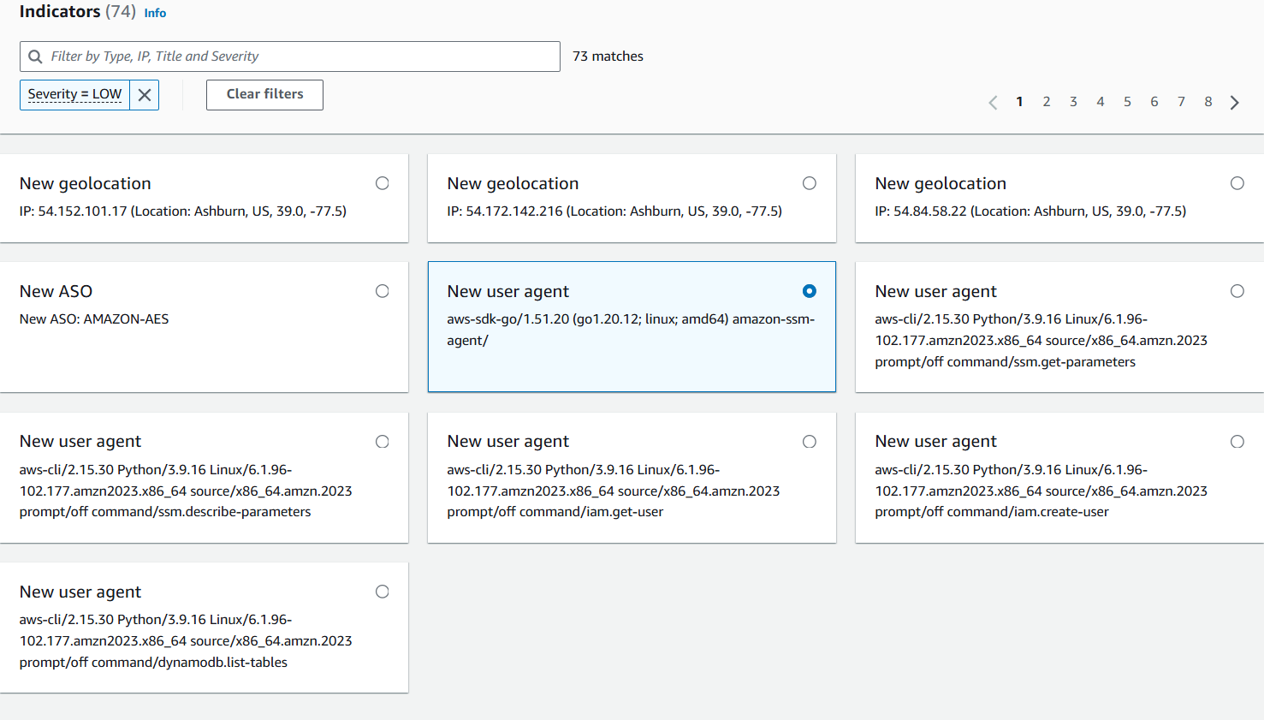 Indicators (74) Info
Filter by Type, IP, Title and Severity
73 matches
Severity = LOW
Clear filters
1 2 3 4 5 6 7 8
New geolocation
IP: 54.152.101.17 (Location: Ashburn, US, 39.0, -77.5)
New geolocation
IP: 54.172.142.216 (Location: Ashburn, US, 39.0, -77.5)
New geolocation
IP: 54.84.58.22 (Location: Ashburn, US, 39.0, -77.5)
New ASO
New ASO: AMAZON-AES
New user agent
aws-sdk-go/1.51.20 (go1.20.12; linux; amd64) amazon-ssm-
agent/
New user agent
aws-cli/2.15.30 Python/3.9.16 Linux/6.1.96-
102.177.amzn2023.x86_64 source/x86_64.amzn.2023
prompt/off command/ssm.get-parameters
New user agent
aws-cli/2.15.30 Python/3.9.16 Linux/6.1.96-
102.177.amzn2023.x86_64 source/x86_64.amzn.2023
prompt/off command/ssm.describe-parameters
New user agent
aws-cli/2.15.30 Python/3.9.16 Linux/6.1.96-
102.177.amzn2023.x86_64 source/x86_64.amzn.2023
prompt/off command/iam.get-user
New user agent
aws-cli/2.15.30 Python/3.9.16 Linux/6.1.96-
102.177.amzn2023.x86_64 source/x86_64.amzn.2023
prompt/off command/iam.create-user
New user agent
aws-cli/2.15.30 Python/3.9.16 Linux/6.1.96-
102.177.amzn2023.x86_64 source/x86_64.amzn.2023
prompt/off command/dynamodb.list-tables